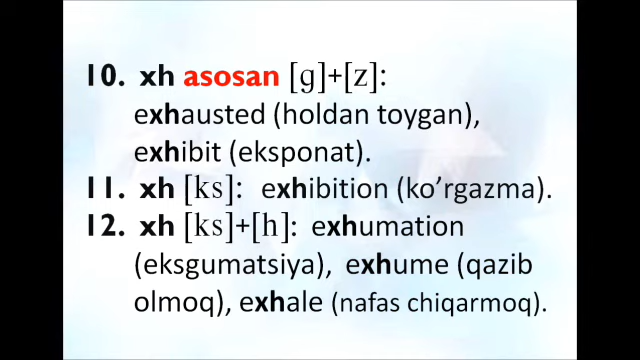 10. xh asosan [g]+[z]:
exhausted (holdan toygan),
exhibit (eksponat).
11. xh [ks]: exhibition (ko’rgazma).
12. xh [ks]+[h]: exhumation
(eksgumatsiya), exhume (qazib
olmoq), exhale (nafas chiqarmoq).